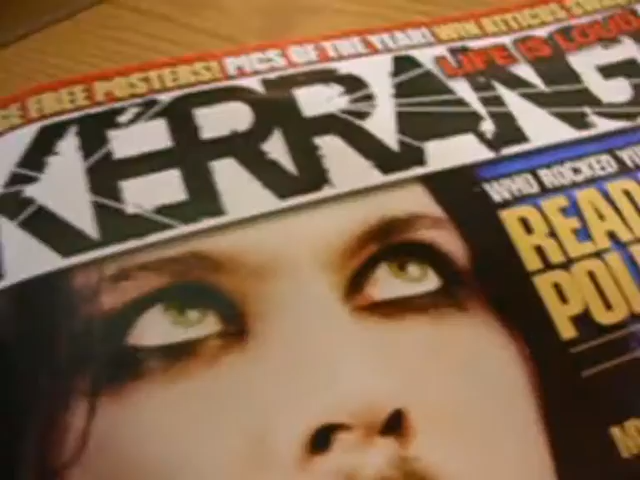 FREE POSTERS! PICS OF THE YEAR! WIN ATTICUS
LIFE IS LOUD
KERRANG
WHO ROCKED
READ
POL